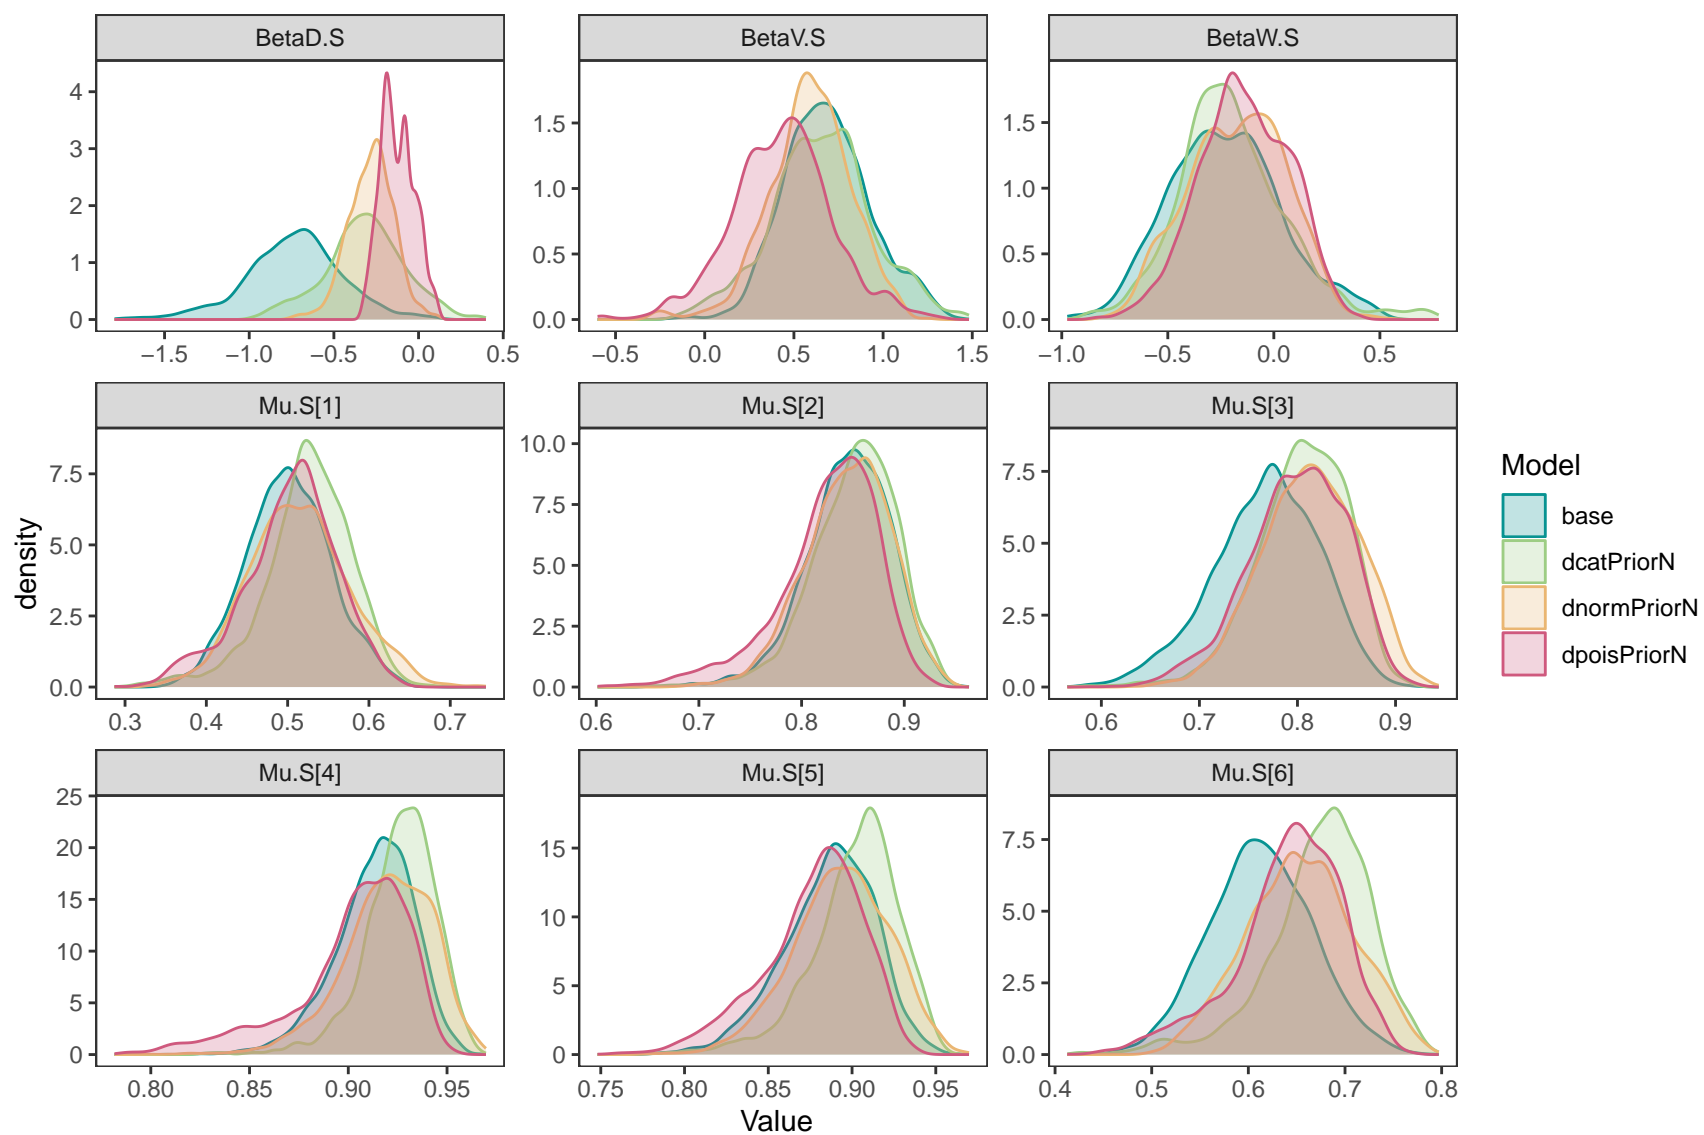 BetaD.S BetaV.S BetaW.S
4
3
2
1
0
1.5
1.0
0.5
0.0
1.5
1.0
0.5
0.0
−1.5 −1.0 −0.5 0.0 0.5
−0.5 0.0 0.5 1.0 1.5
−1.0 −0.5 0.0 0.5
Mu.S[1] Mu.S[2] Mu.S[3]
7.5
5.0
2.5
0.0
10.0
7.5
5.0
2.5
0.0
7.5
5.0
2.5
0.0
0.3 0.4 0.5 0.6 0.7
0.6 0.7 0.8 0.9
0.6 0.7 0.8 0.9
Mu.S[4] Mu.S[5] Mu.S[6]
25
20
15
10
5
0
15
10
5
0
7.5
5.0
2.5
0.0
0.80 0.85 0.90 0.95
0.75 0.80 0.85 0.90 0.95
0.4 0.5 0.6 0.7 0.8
density
Value
Model
base
dcatPriorN
dnormPriorN
dpoisPriorN